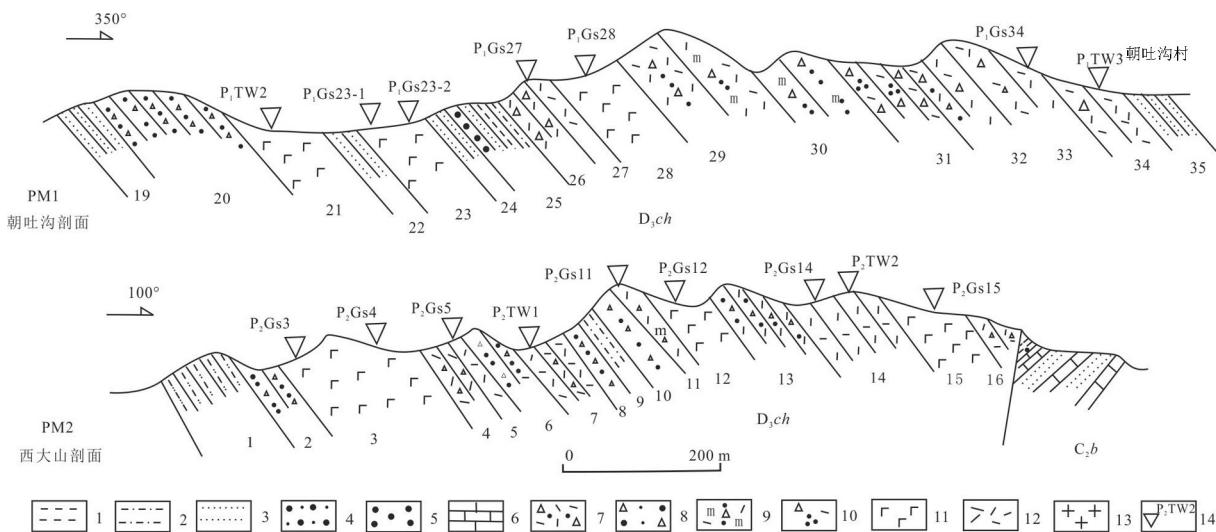 350°
P₁TW2 P₁Gs23-1 P₁Gs23-2 P₁Gs27 P₁Gs28 P₁Gs34 P₁TW3 朝吐沟村
m m m m m
19 20 21 22 23 24 25 26 27 28 29 30 31 32 33 34 35
PM1
朝吐沟剖面
D₃ch
100°
P₂Gs3 P₂Gs4 P₂Gs5 P₂TW1 P₂Gs11 P₂Gs12 P₂Gs14 P₂TW2 P₂Gs15
m
1 2 3 4 5 6 7 8 9 10 11 12 13 14 15 16
PM2
西大山剖面
D₃ch
C₂b
0 200 m
1 2 3 4 5 6 7 8 m m 9 10 11 12 13 P₂TW2 14